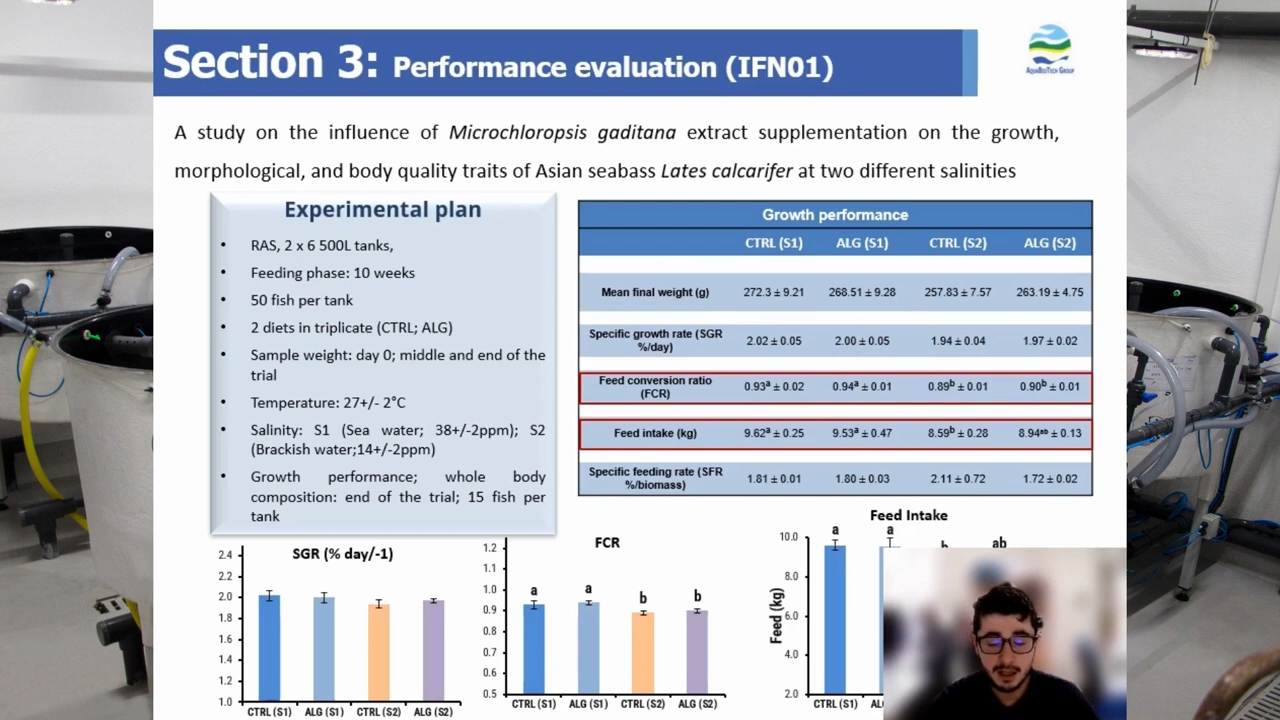 Section 3: Performance evaluation (IFN01)
AQUABIOTECH GROUP
A study on the influence of Microchloropsis gaditana extract supplementation on the growth,
morphological, and body quality traits of Asian seabass Lates calcarifer at two different salinities
Experimental plan
• RAS, 2 x 6 500L tanks,
• Feeding phase: 10 weeks
• 50 fish per tank
• 2 diets in triplicate (CTRL; ALG)
• Sample weight: day 0; middle and end of the
trial
• Temperature: 27+/- 2°C
• Salinity: S1 (Sea water; 38+/-2ppm); S2
(Brackish water;14+/-2ppm)
• Growth performance; whole body
composition: end of the trial; 15 fish per
tank
Growth performance
CTRL (S1) ALG (S1) CTRL (S2) ALG (S2)
Mean final weight (g) 272.3 ± 9.21 268.51 ± 9.28 257.83 ± 7.57 263.19 ± 4.75
Specific growth rate (SGR
%/day) 2.02 ± 0.05 2.00 ± 0.05 1.94 ± 0.04 1.97 ± 0.02
Feed conversion ratio
(FCR) 0.93ᵃ ± 0.02 0.94ᵃ ± 0.01 0.89ᵇ ± 0.01 0.90ᵇ ± 0.01
Feed intake (kg) 9.62ᵃ ± 0.25 9.53ᵃ ± 0.47 8.59ᵇ ± 0.28 8.94ᵃᵇ ± 0.13
Specific feeding rate (SFR
%/biomass) 1.81 ± 0.01 1.80 ± 0.03 2.11 ± 0.72 1.72 ± 0.02
SGR (% day/-1)
2.4
2.2
2.0
1.8
1.6
1.4
1.2
1.0
CTRL (S1) ALG (S1) CTRL (S2) ALG (S2)
FCR
1.2
1.1
1.0
0.9
0.8
0.7
0.6
0.5
a a b b
CTRL (S1) ALG (S1) CTRL (S2) ALG (S2)
Feed Intake
a a b ab
10.0
8.0
6.0
4.0
2.0
Feed (kg)
CTRL (S1)